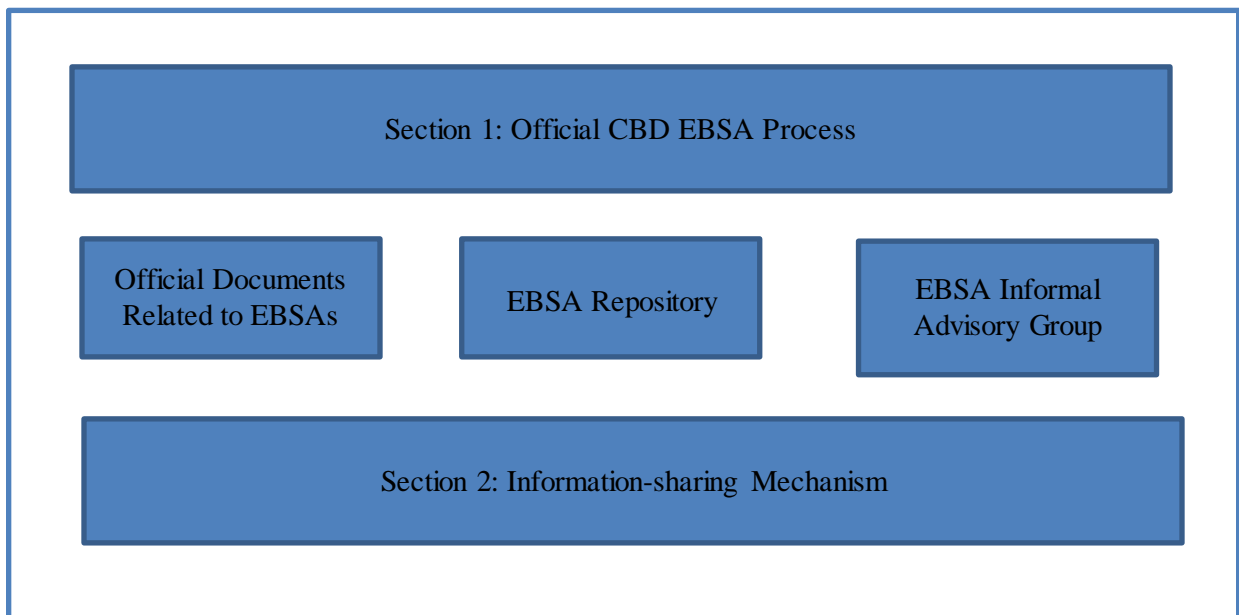 Section 1: Official CBD EBSA Process
Official Documents
Related to EBSAs
EBSA Repository
EBSA Informal
Advisory Group
Section 2: Information-sharing Mechanism